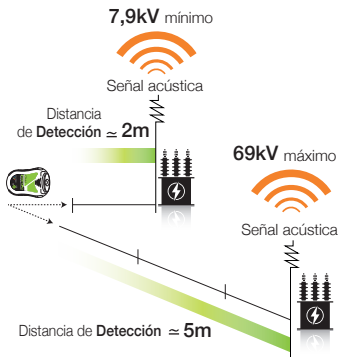 7,9kV mínimo
Señal acústica
Distancia
de Detección ≃ 2m
69kV máximo
Señal acústica
Distancia de Detección ≃ 5m